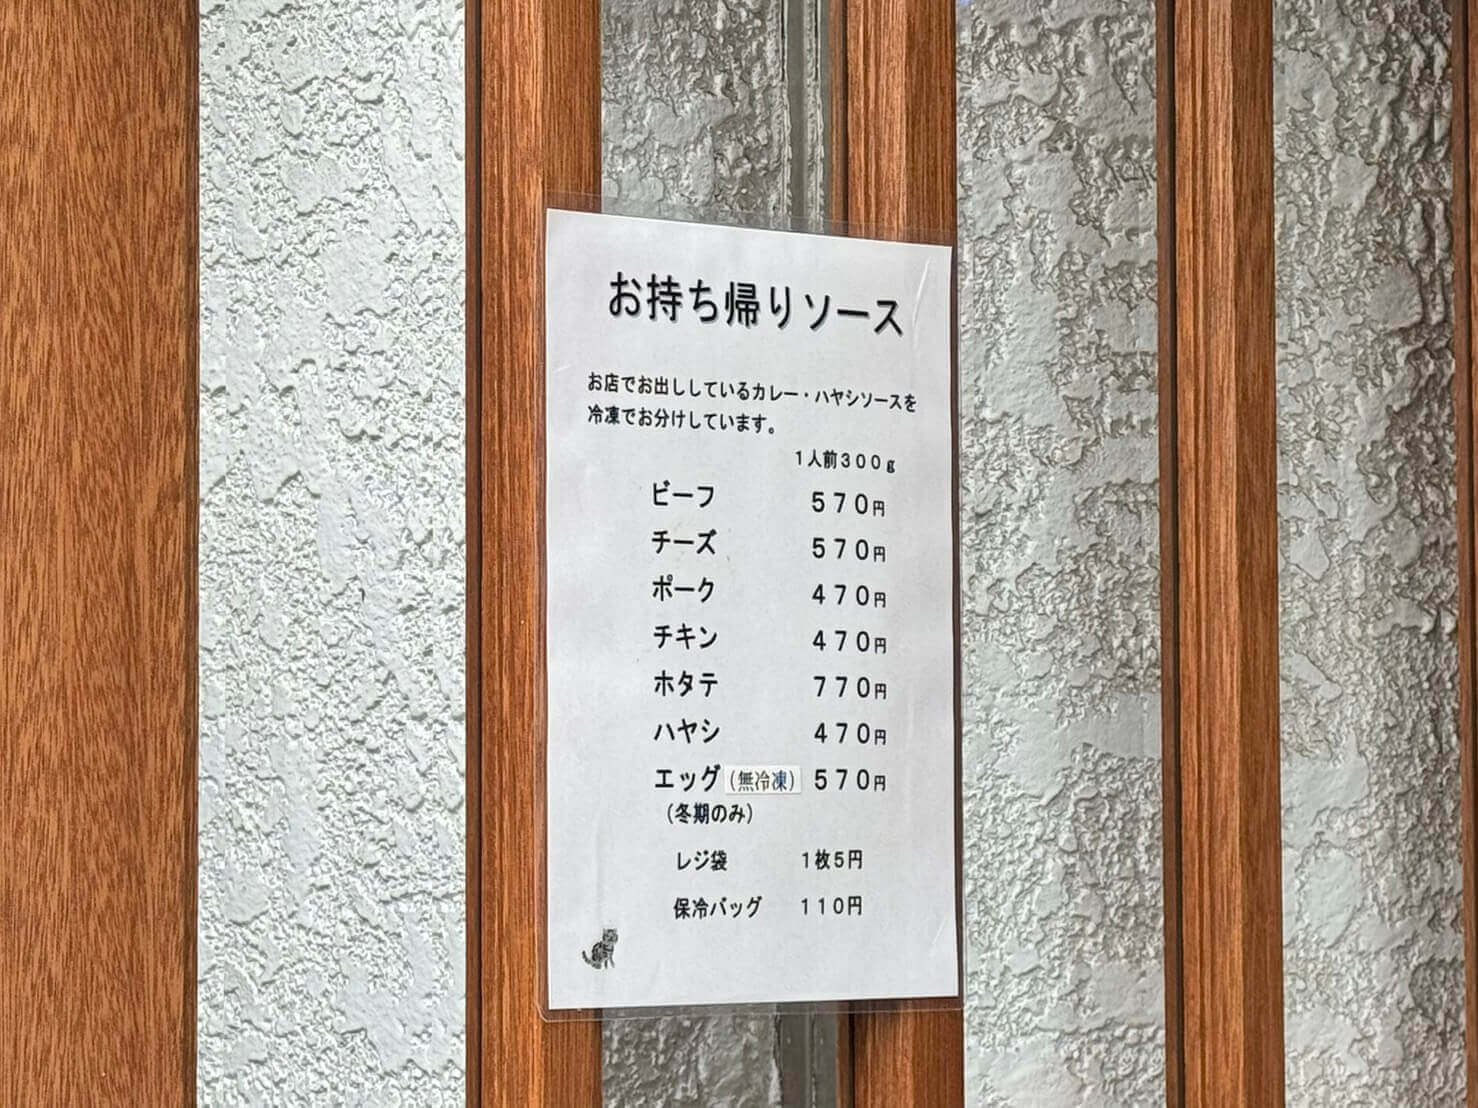 お持ち帰りソース
お店でお出ししているカレー・ハヤシソースを
冷凍でお分けしています。
１人前３００ｇ
ビーフ ５７０円
チーズ ５７０円
ポーク ４７０円
チキン ４７０円
ホタテ ７７０円
ハヤシ ４７０円
エッグ（無冷凍） ５７０円
（冬期のみ）
レジ袋 １枚５円
保冷バッグ １１０円